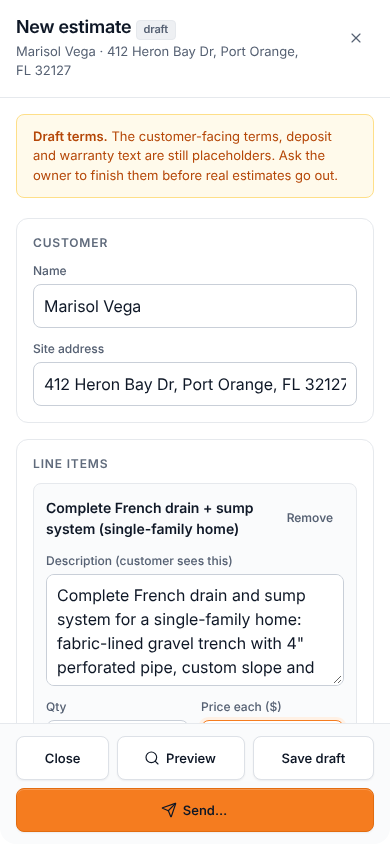 New estimate draft
Marisol Vega · 412 Heron Bay Dr, Port Orange,
FL 32127
Draft terms. The customer-facing terms, deposit
and warranty text are still placeholders. Ask the
owner to finish them before real estimates go out.
CUSTOMER
Name
Marisol Vega
Site address
412 Heron Bay Dr, Port Orange, FL 32127
LINE ITEMS
Complete French drain + sump
system (single-family home)
Remove
Description (customer sees this)
Complete French drain and sump
system for a single-family home:
fabric-lined gravel trench with 4"
perforated pipe, custom slope and
Qty
Price each ($)
Close
Preview
Save draft
Send...